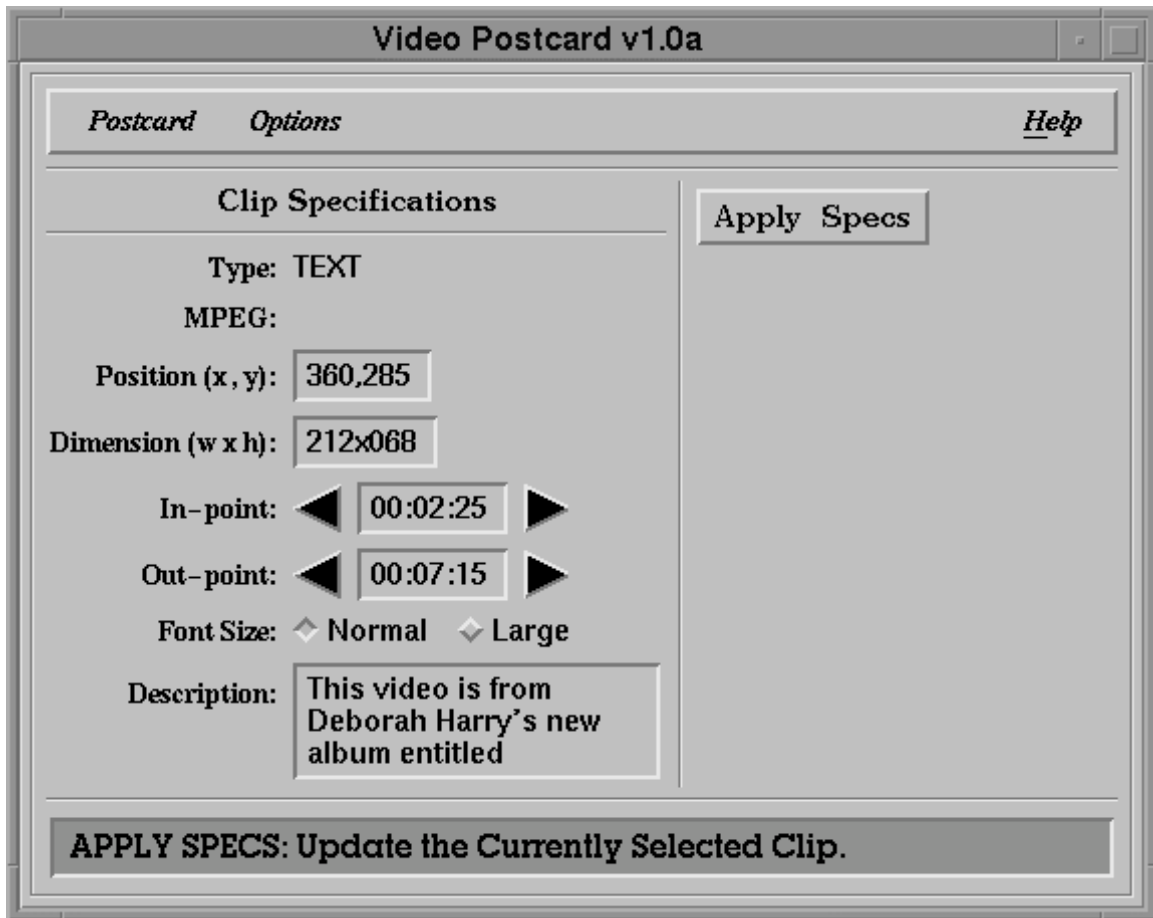 Video Postcard v1.0a
Postcard Options Help
Clip Specifications
Apply Specs
Type: TEXT
MPEG:
Position (x , y): 360,285
Dimension (w x h): 212x068
In-point: 00:02:25
Out-point: 00:07:15
Font Size: Normal Large
Description: This video is from
Deborah Harry's new
album entitled
APPLY SPECS: Update the Currently Selected Clip.